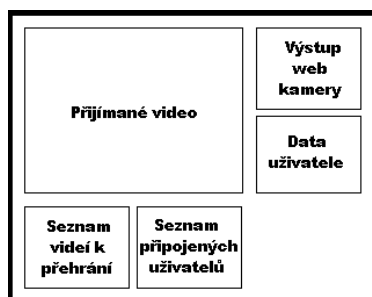 Přijímané video
Výstup
web
kamery
Data
uživatele
Seznam
videí k
přehrání
Seznam
připojených
uživatelů